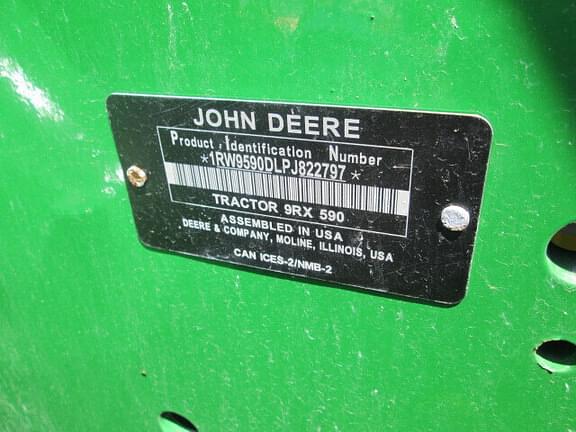 JOHN DEERE
Product Identification Number
*1RW9590DLPJ822797*
TRACTOR 9RX 590
ASSEMBLED IN USA
DEERE & COMPANY, MOLINE, ILLINOIS, USA
CAN ICES-2/NMB-2